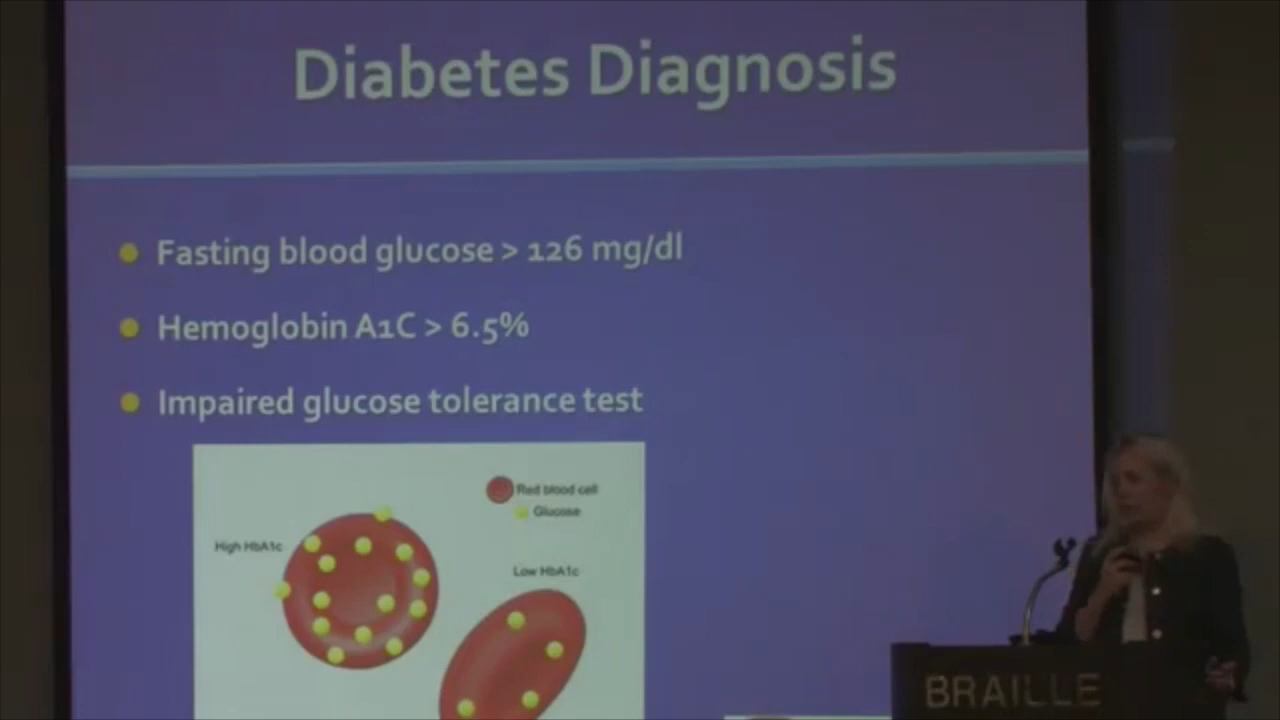 Diabetes Diagnosis
Fasting blood glucose > 126 mg/dl
Hemoglobin A1C > 6.5%
Impaired glucose tolerance test
Red blood cell
Glucose
High HbA1c
Low HbA1c
BRAILLE